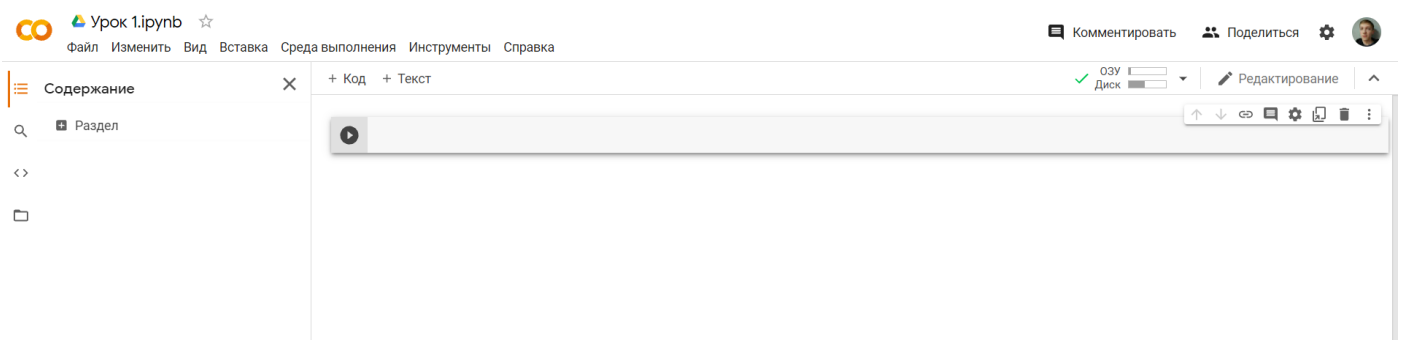 Урок 1.ipynb
Файл Изменить Вид Вставка Среда выполнения Инструменты Справка
Комментировать Поделиться
Содержание
+ Код + Текст
ОЗУ
Диск
Редактирование
Раздел